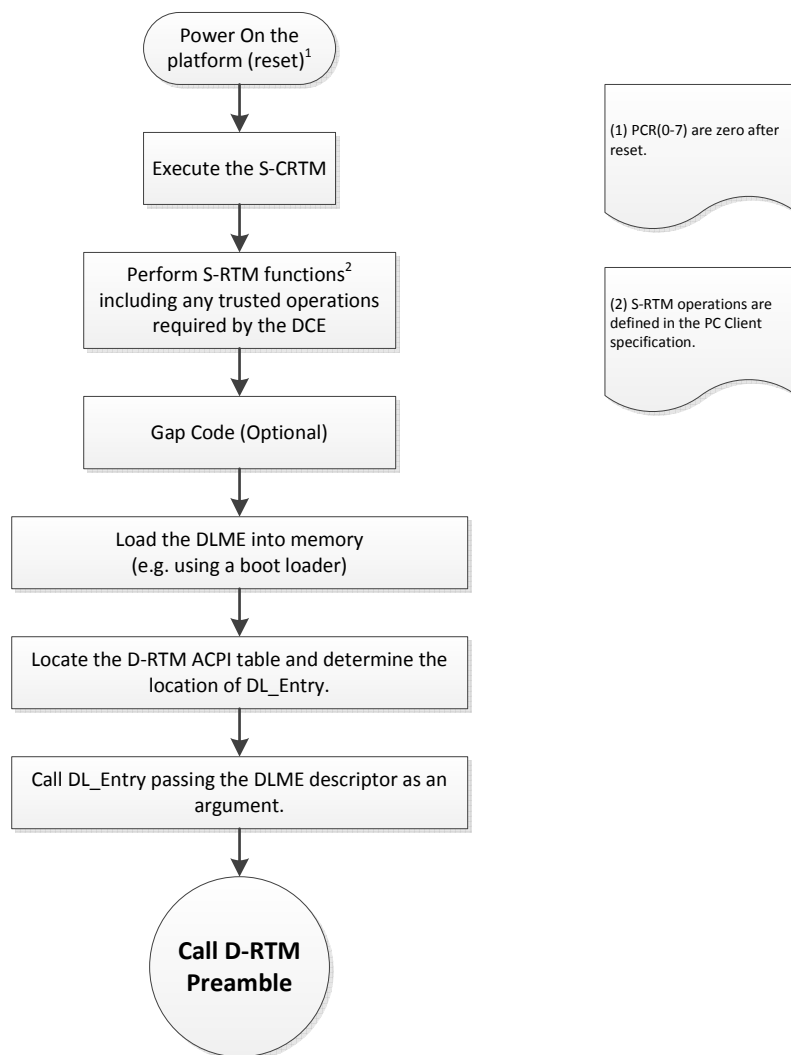 Power On the
platform (reset)1
Execute the S-CRTM
Perform S-RTM functions2
including any trusted operations
required by the DCE
Gap Code (Optional)
Load the DLME into memory
(e.g. using a boot loader)
Locate the D-RTM ACPI table and determine the
location of DL_Entry.
Call DL_Entry passing the DLME descriptor as an
argument.
Call D-RTM
Preamble
(1) PCR(0-7) are zero after
reset.
(2) S-RTM operations are
defined in the PC Client
specification.